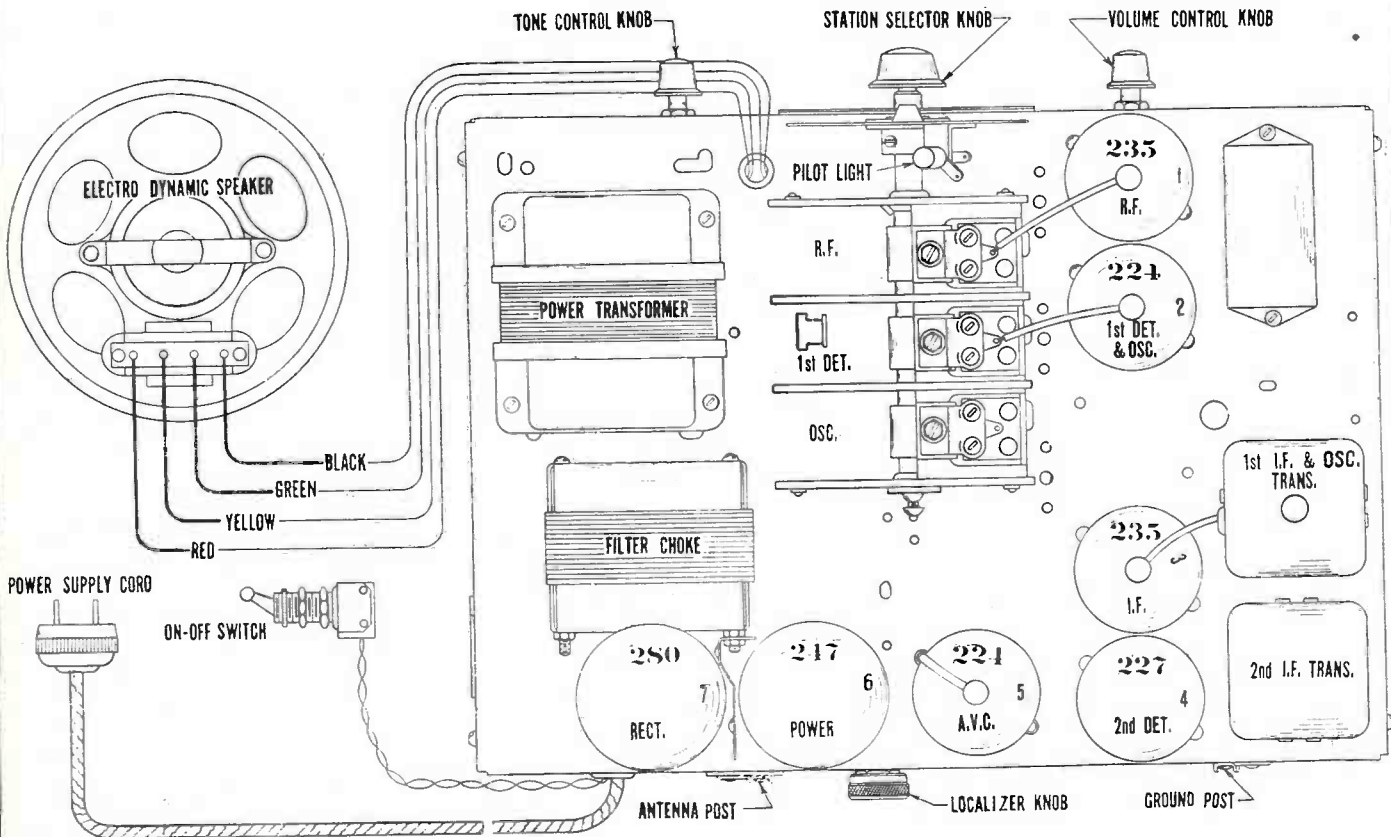 TONE CONTROL KNOB
STATION SELECTOR KNOB
VOLUME CONTROL KNOB
ELECTRO DYNAMIC SPEAKER
PILOT LIGHT
235
1
R.F.
R.F.
224
2
1st DET.
& OSC.
POWER TRANSFORMER
1st DET.
OSC.
BLACK
GREEN
YELLOW
RED
FILTER CHOKE
1st I.F. & OSC.
TRANS.
235
3
I.F.
POWER SUPPLY CORD
ON-OFF SWITCH
280
7
RECT.
247
6
POWER
224
5
A.V.C.
227
4
2nd DET.
2nd I.F. TRANS.
ANTENNA POST
LOCALIZER KNOB
GROUND POST